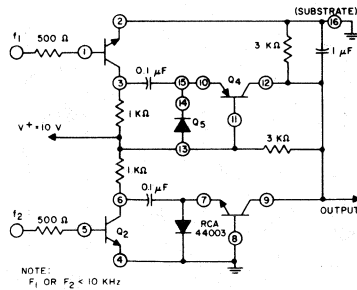 (SUBSTRATE)
2
16
f1
500 Ω
1
3 KΩ
1 μF
3
0.1 μF
15
10
Q4
12
1 KΩ
14
11
Q5
V+=10 V
13
3 KΩ
1 KΩ
0.1 μF
6
7
9
OUTPUT
f2
500 Ω
5
Q2
RCA
44003
8
4
NOTE:
F1 OR F2 < 10 KHz